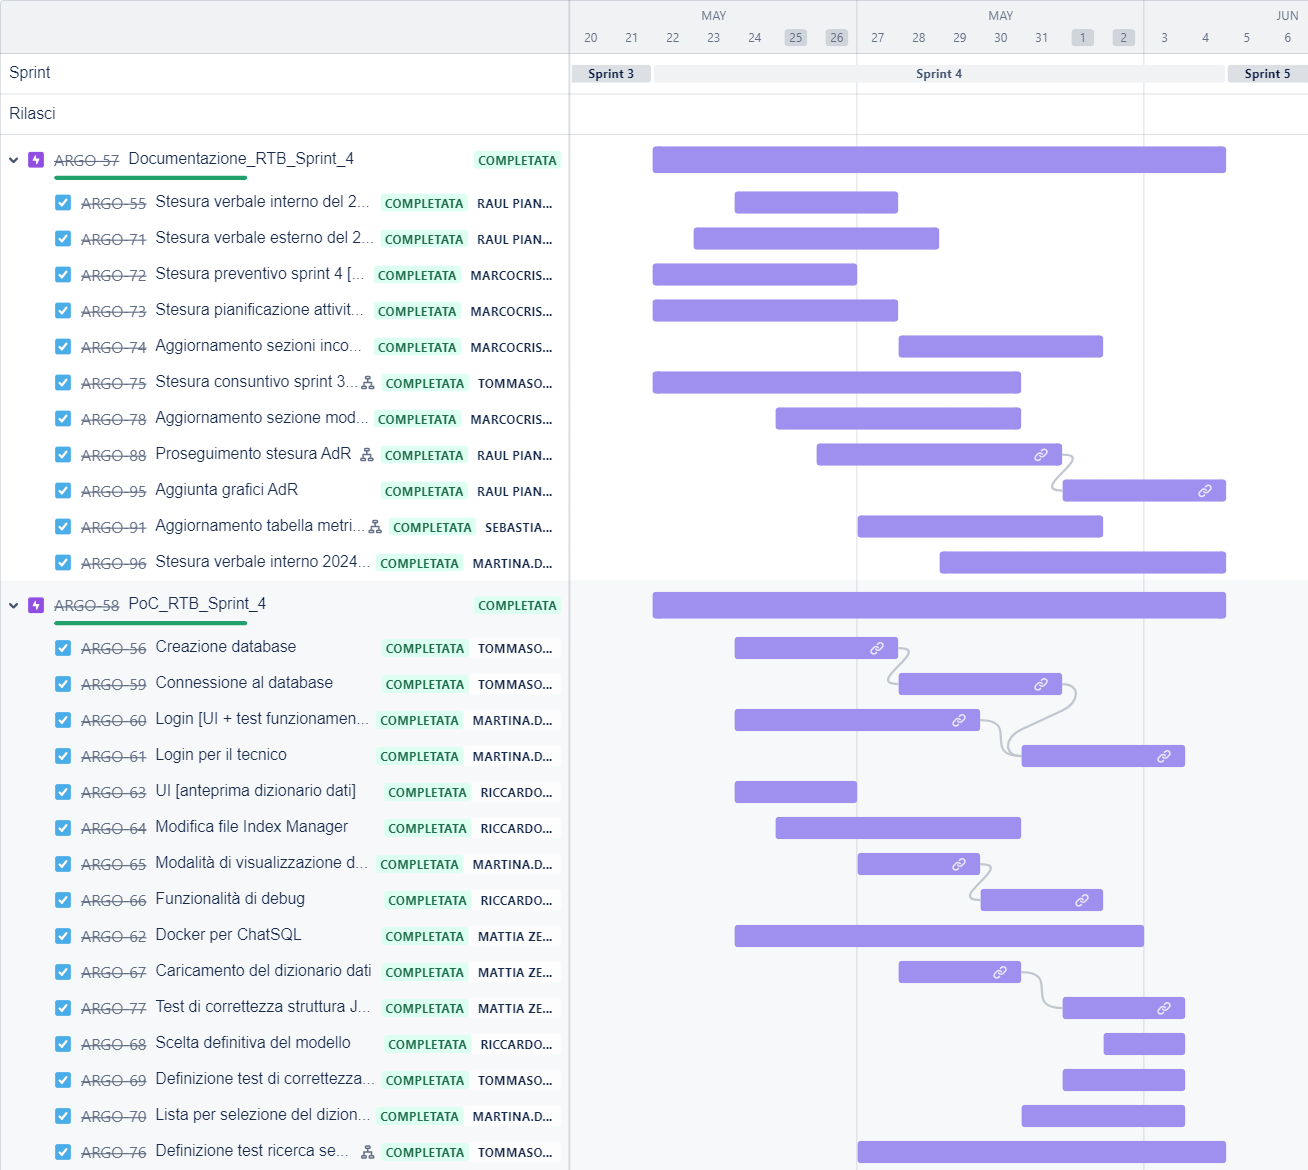 MAY MAY JUN
20 21 22 23 24 25 26 27 28 29 30 31 1 2 3 4 5 6
Sprint Sprint 3 Sprint 4 Sprint 5
Rilasci
ARGO-57 Documentazione_RTB_Sprint_4 COMPLETATA
ARGO-55 Stesura verbale interno del 2... COMPLETATA RAUL PIAN...
ARGO-71 Stesura verbale esterno del 2... COMPLETATA RAUL PIAN...
ARGO-72 Stesura preventivo sprint 4 [... COMPLETATA MARCOCRIS...
ARGO-73 Stesura pianificazione attivit... COMPLETATA MARCOCRIS...
ARGO-74 Aggiornamento sezioni inco... COMPLETATA MARCOCRIS...
ARGO-75 Stesura consuntivo sprint 3... COMPLETATA TOMMASO...
ARGO-78 Aggiornamento sezione mod... COMPLETATA MARCOCRIS...
ARGO-88 Proseguimento stesura AdR COMPLETATA RAUL PIAN...
ARGO-95 Aggiunta grafici AdR COMPLETATA RAUL PIAN...
ARGO-91 Aggiornamento tabella metri... COMPLETATA SEBASTIA...
ARGO-96 Stesura verbale interno 2024... COMPLETATA MARTINA.D...
ARGO-58 PoC_RTB_Sprint_4 COMPLETATA
ARGO-56 Creazione database COMPLETATA TOMMASO...
ARGO-59 Connessione al database COMPLETATA TOMMASO...
ARGO-60 Login [UI + test funzionamen... COMPLETATA MARTINA.D...
ARGO-61 Login per il tecnico COMPLETATA MARTINA.D...
ARGO-63 UI [anteprima dizionario dati] COMPLETATA RICCARDO...
ARGO-64 Modifica file Index Manager COMPLETATA RICCARDO...
ARGO-65 Modalità di visualizzazione d... COMPLETATA MARTINA.D...
ARGO-66 Funzionalità di debug COMPLETATA RICCARDO...
ARGO-62 Docker per ChatSQL COMPLETATA MATTIA ZE...
ARGO-67 Caricamento del dizionario dati COMPLETATA MATTIA ZE...
ARGO-77 Test di correttezza struttura J... COMPLETATA MATTIA ZE...
ARGO-68 Scelta definitiva del modello COMPLETATA RICCARDO...
ARGO-69 Definizione test di correttezza... COMPLETATA TOMMASO...
ARGO-70 Lista per selezione del dizion... COMPLETATA MARTINA.D...
ARGO-76 Definizione test ricerca se... COMPLETATA TOMMASO...